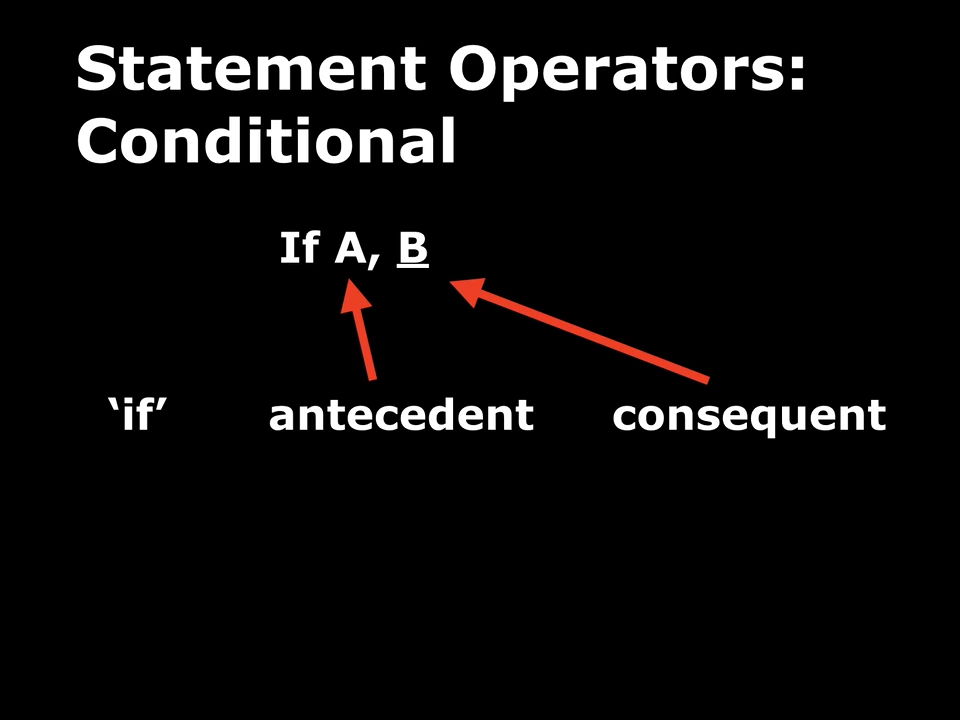 Statement Operators:
Conditional
If A, B
‘if’ antecedent consequent